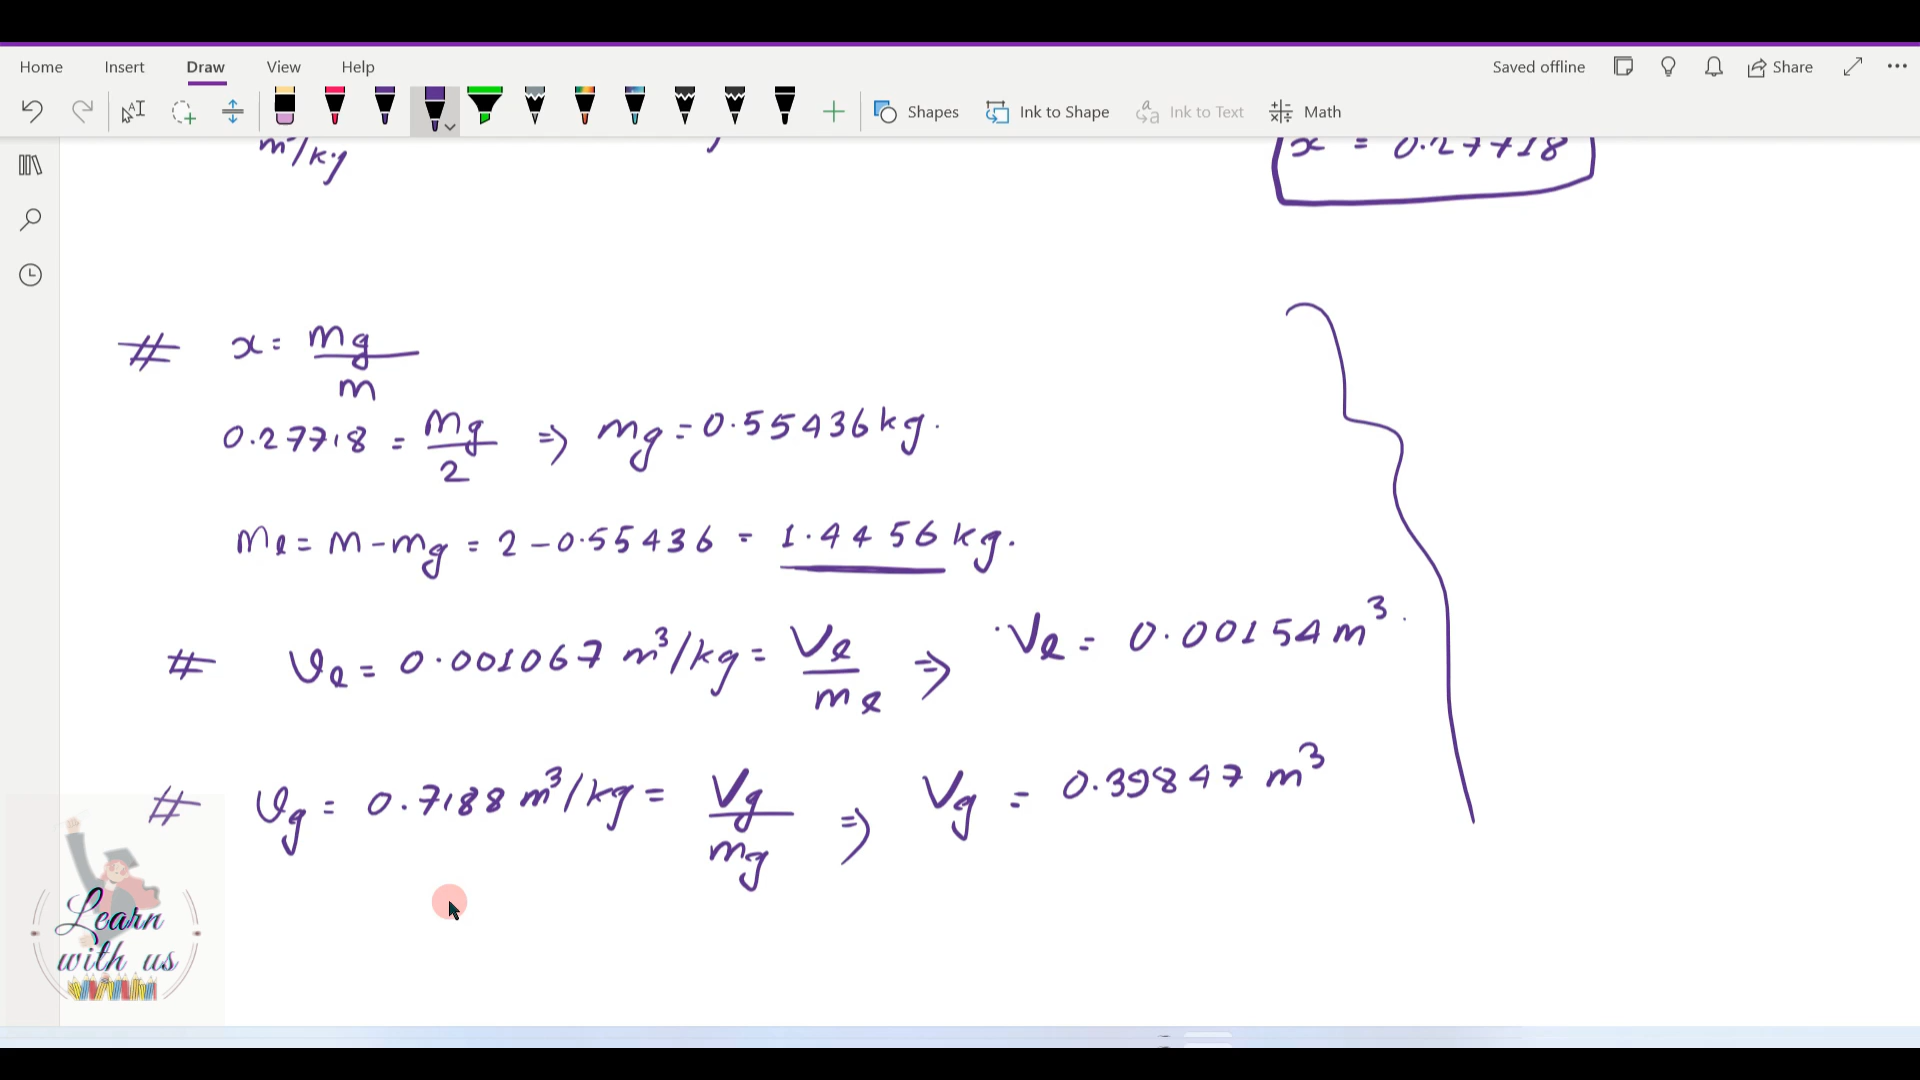 Home Insert Draw View Help Saved offline Share
Shapes Ink to Shape Ink to Text Math
m³/kg
x = 0.27718
# x = mg/m
0.27718 = mg/2 => mg = 0.55436 kg.
ml = m - mg = 2 - 0.55436 = 1.4456 kg.
# vl = 0.001067 m³/kg = Vl/ml => Vl = 0.00154 m³.
# vg = 0.7188 m³/kg = Vg/mg => Vg = 0.39847 m³
Learn
with us